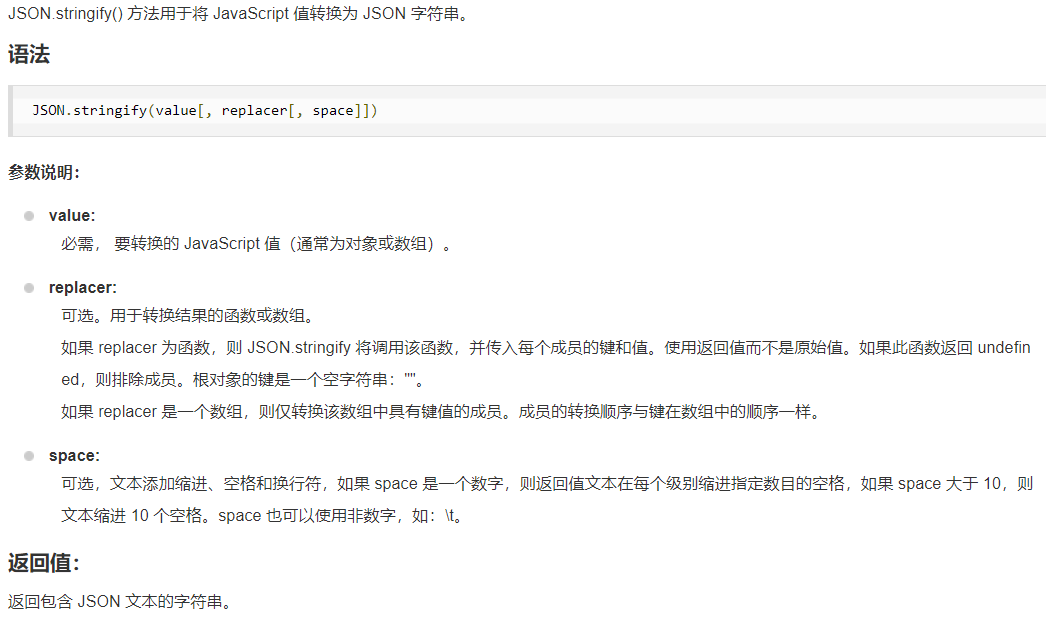 JSON.stringify() 方法用于将 JavaScript 值转换为 JSON 字符串。
语法
JSON.stringify(value[, replacer[, space]])
参数说明：
value:
必需， 要转换的 JavaScript 值（通常为对象或数组）。
replacer:
可选。用于转换结果的函数或数组。
如果 replacer 为函数，则 JSON.stringify 将调用该函数，并传入每个成员的键和值。使用返回值而不是原始值。如果此函数返回 undefin
ed，则排除成员。根对象的键是一个空字符串：""。
如果 replacer 是一个数组，则仅转换该数组中具有键值的成员。成员的转换顺序与键在数组中的顺序一样。
space:
可选，文本添加缩进、空格和换行符，如果 space 是一个数字，则返回值文本在每个级别缩进指定数目的空格，如果 space 大于 10，则
文本缩进 10 个空格。space 也可以使用非数字，如：\t。
返回值：
返回包含 JSON 文本的字符串。